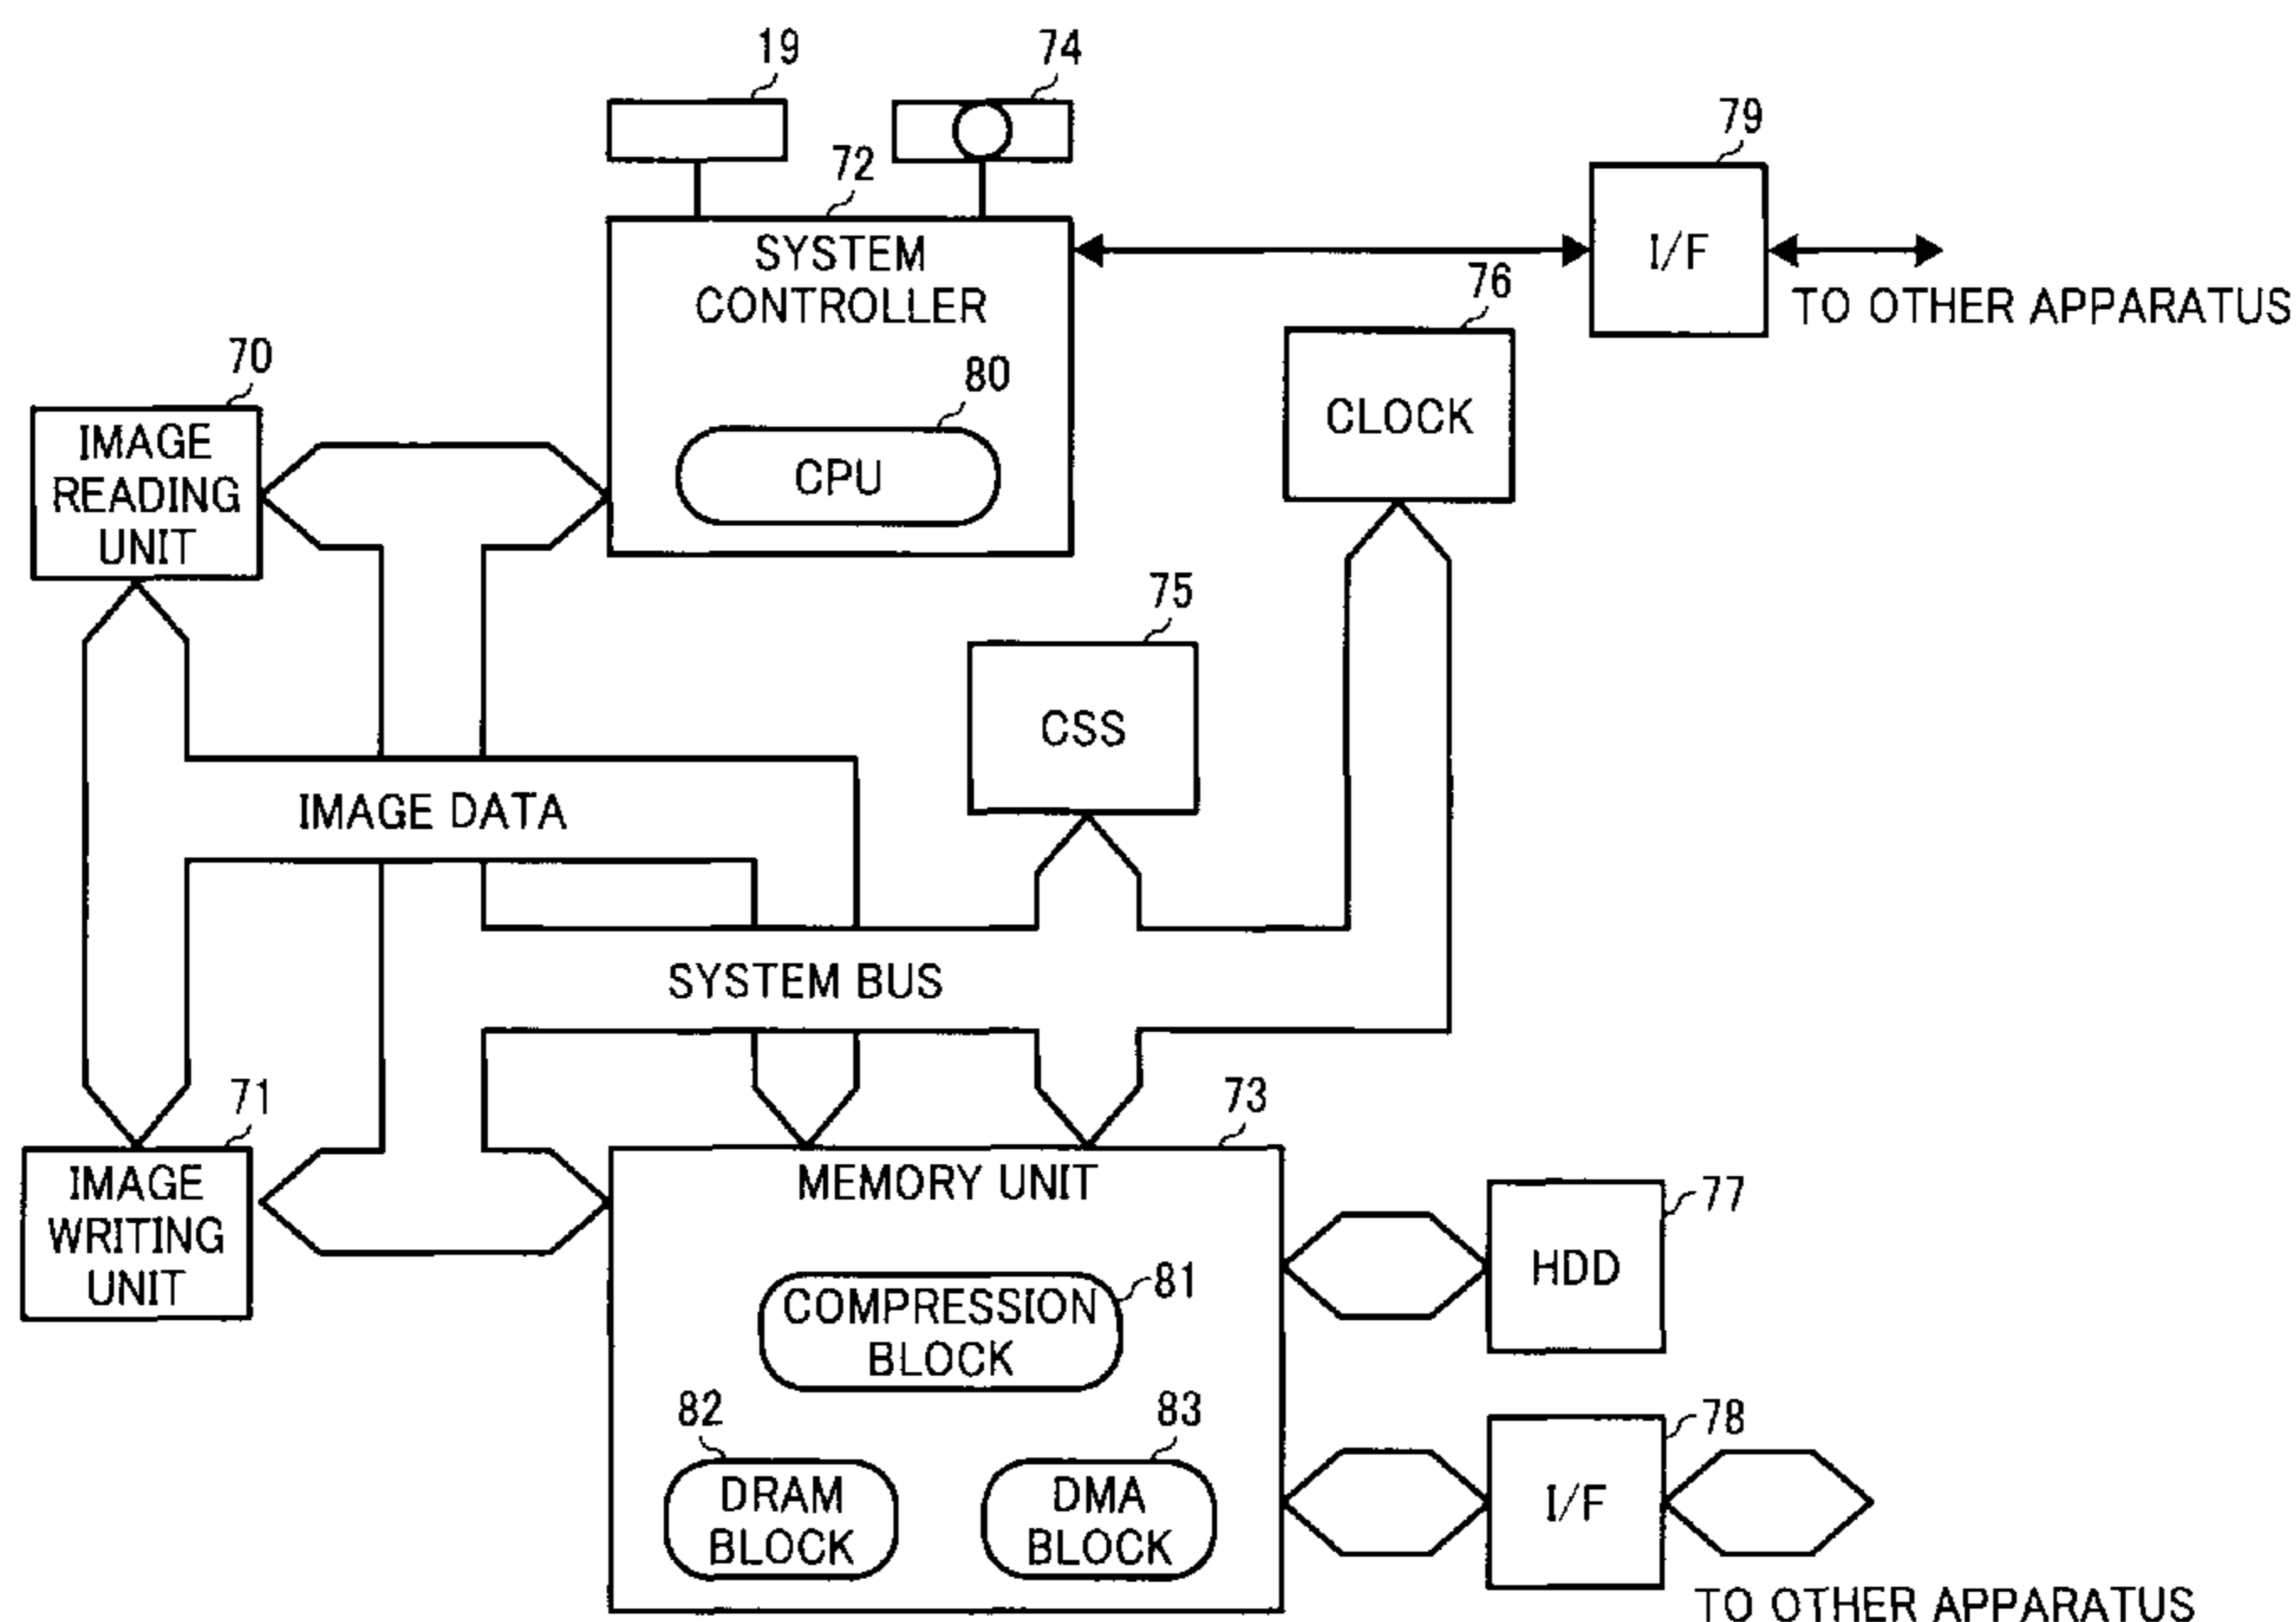 19
74
79
72
I/F
SYSTEM
CONTROLLER
76
TO OTHER APPARATUS
70
80
CLOCK
IMAGE
READING
UNIT
CPU
75
CSS
IMAGE DATA
SYSTEM BUS
71
73
IMAGE
WRITING
UNIT
MEMORY UNIT
77
HDD
81
COMPRESSION
BLOCK
82
83
78
DRAM
BLOCK
DMA
BLOCK
I/F
TO OTHER APPARATUS